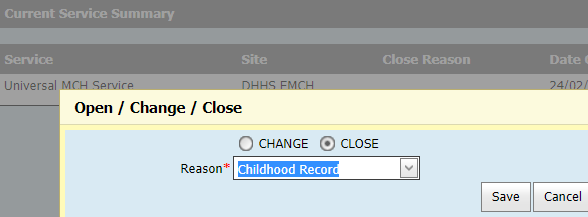 Current Service Summary
Service Site Close Reason Date
Universal MCH Service DHHS EMCH 24/02/
Open / Change / Close
CHANGE CLOSE
Reason* Childhood Record
Save Cancel